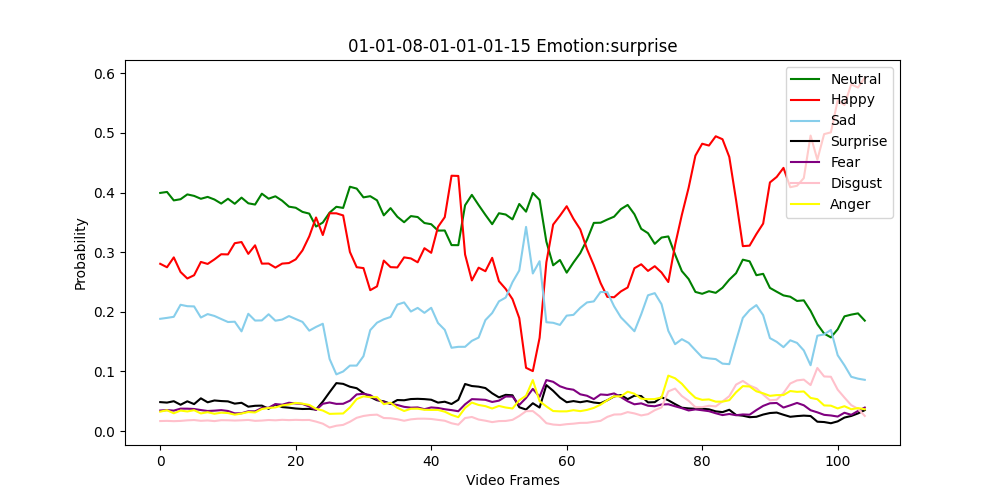 01-01-08-01-01-01-15 Emotion:surprise
Probability
0.6
0.5
0.4
0.3
0.2
0.1
0.0
0
20
40
60
80
100
Video Frames
Neutral
Happy
Sad
Surprise
Fear
Disgust
Anger